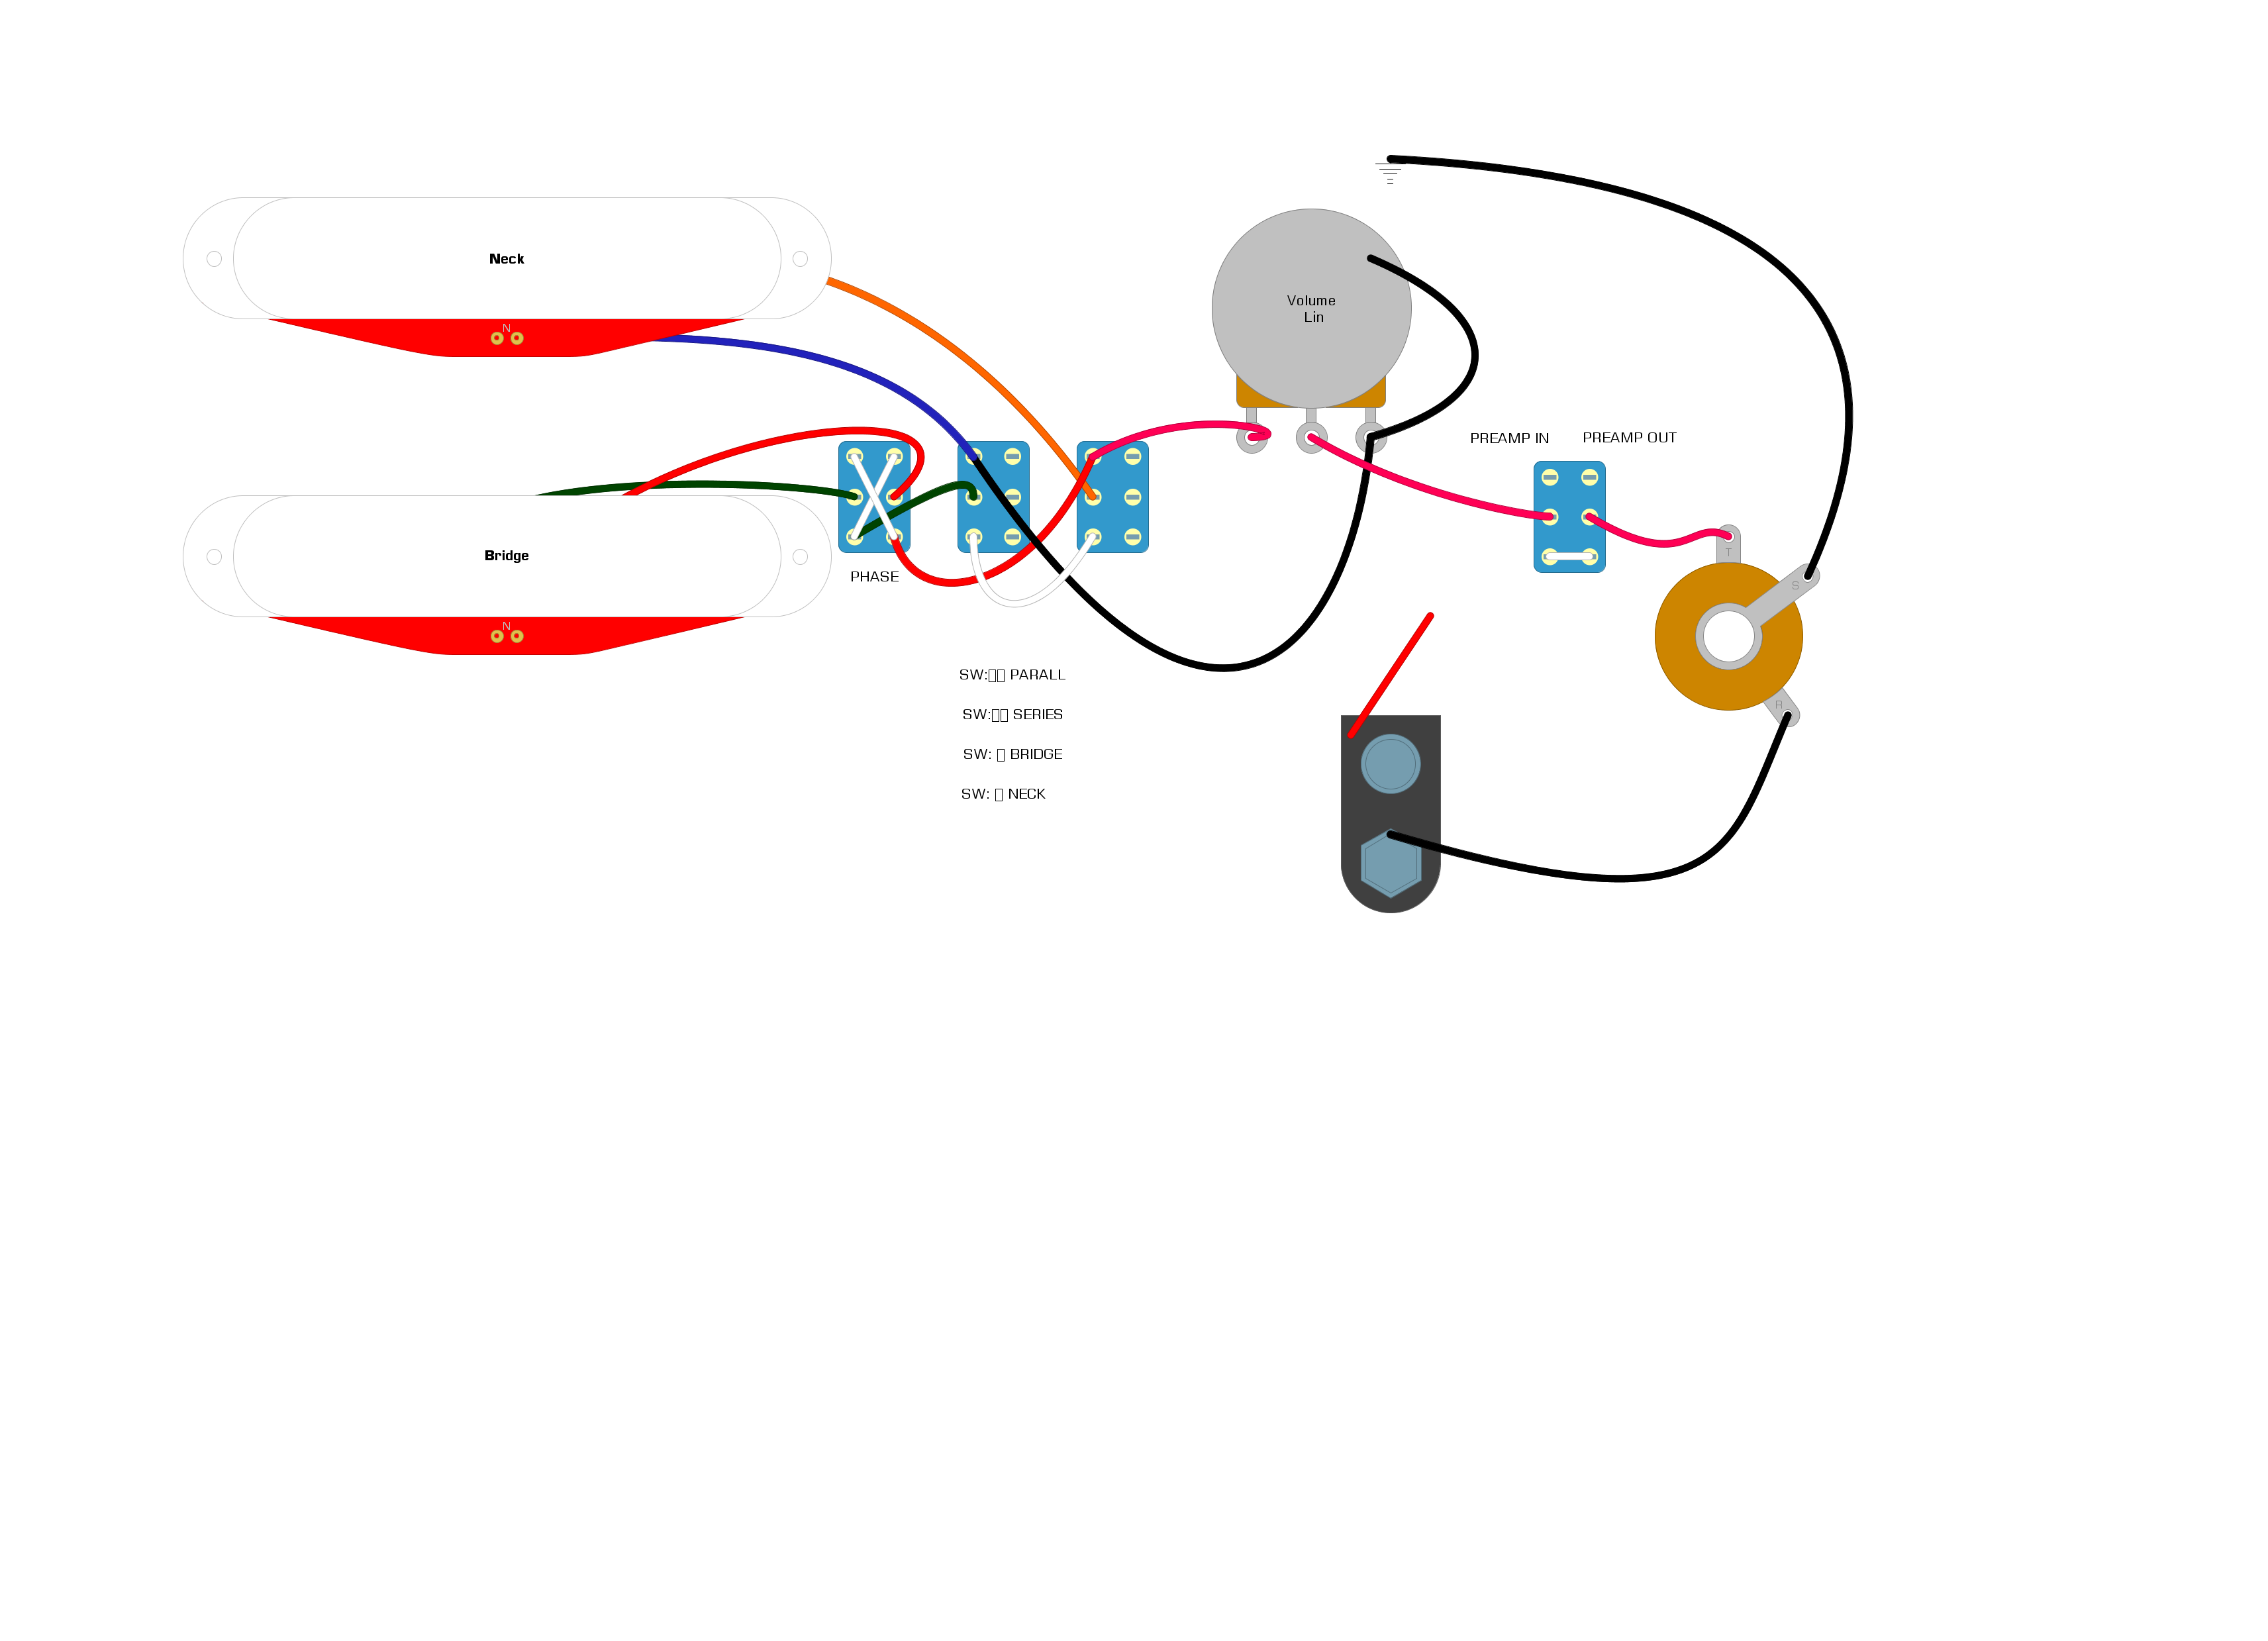 Neck
N
Volume
Lin
PREAMP IN PREAMP OUT
Bridge
T
PHASE
S
N
SW:▯▯ PARALL
R
SW:▯▯ SERIES
SW: ▯ BRIDGE
SW: ▯ NECK